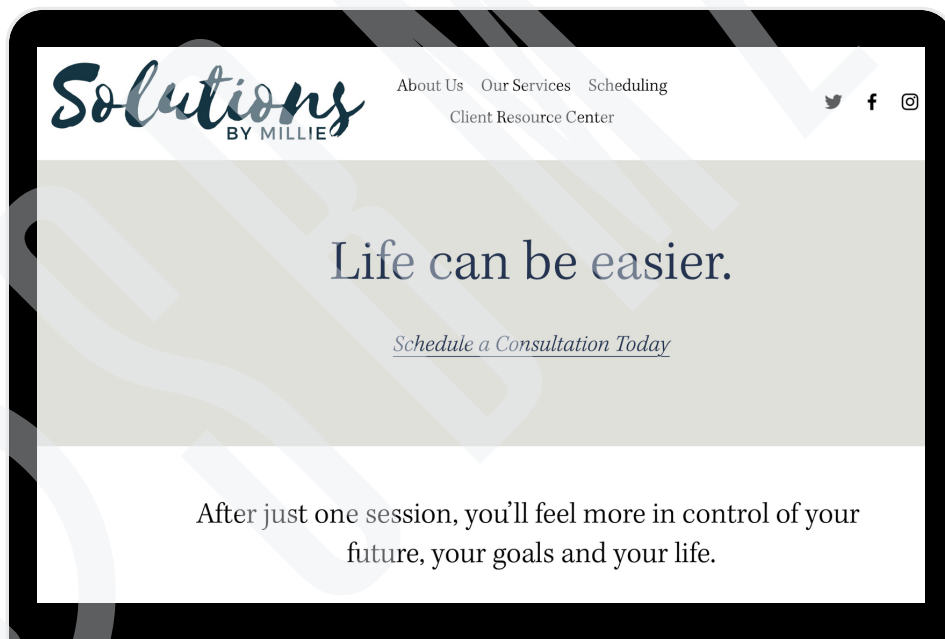 Solutions
BY MILLIE
About Us Our Services Scheduling
Client Resource Center
Life can be easier.
Schedule a Consultation Today
After just one session, you’ll feel more in control of your
future, your goals and your life.